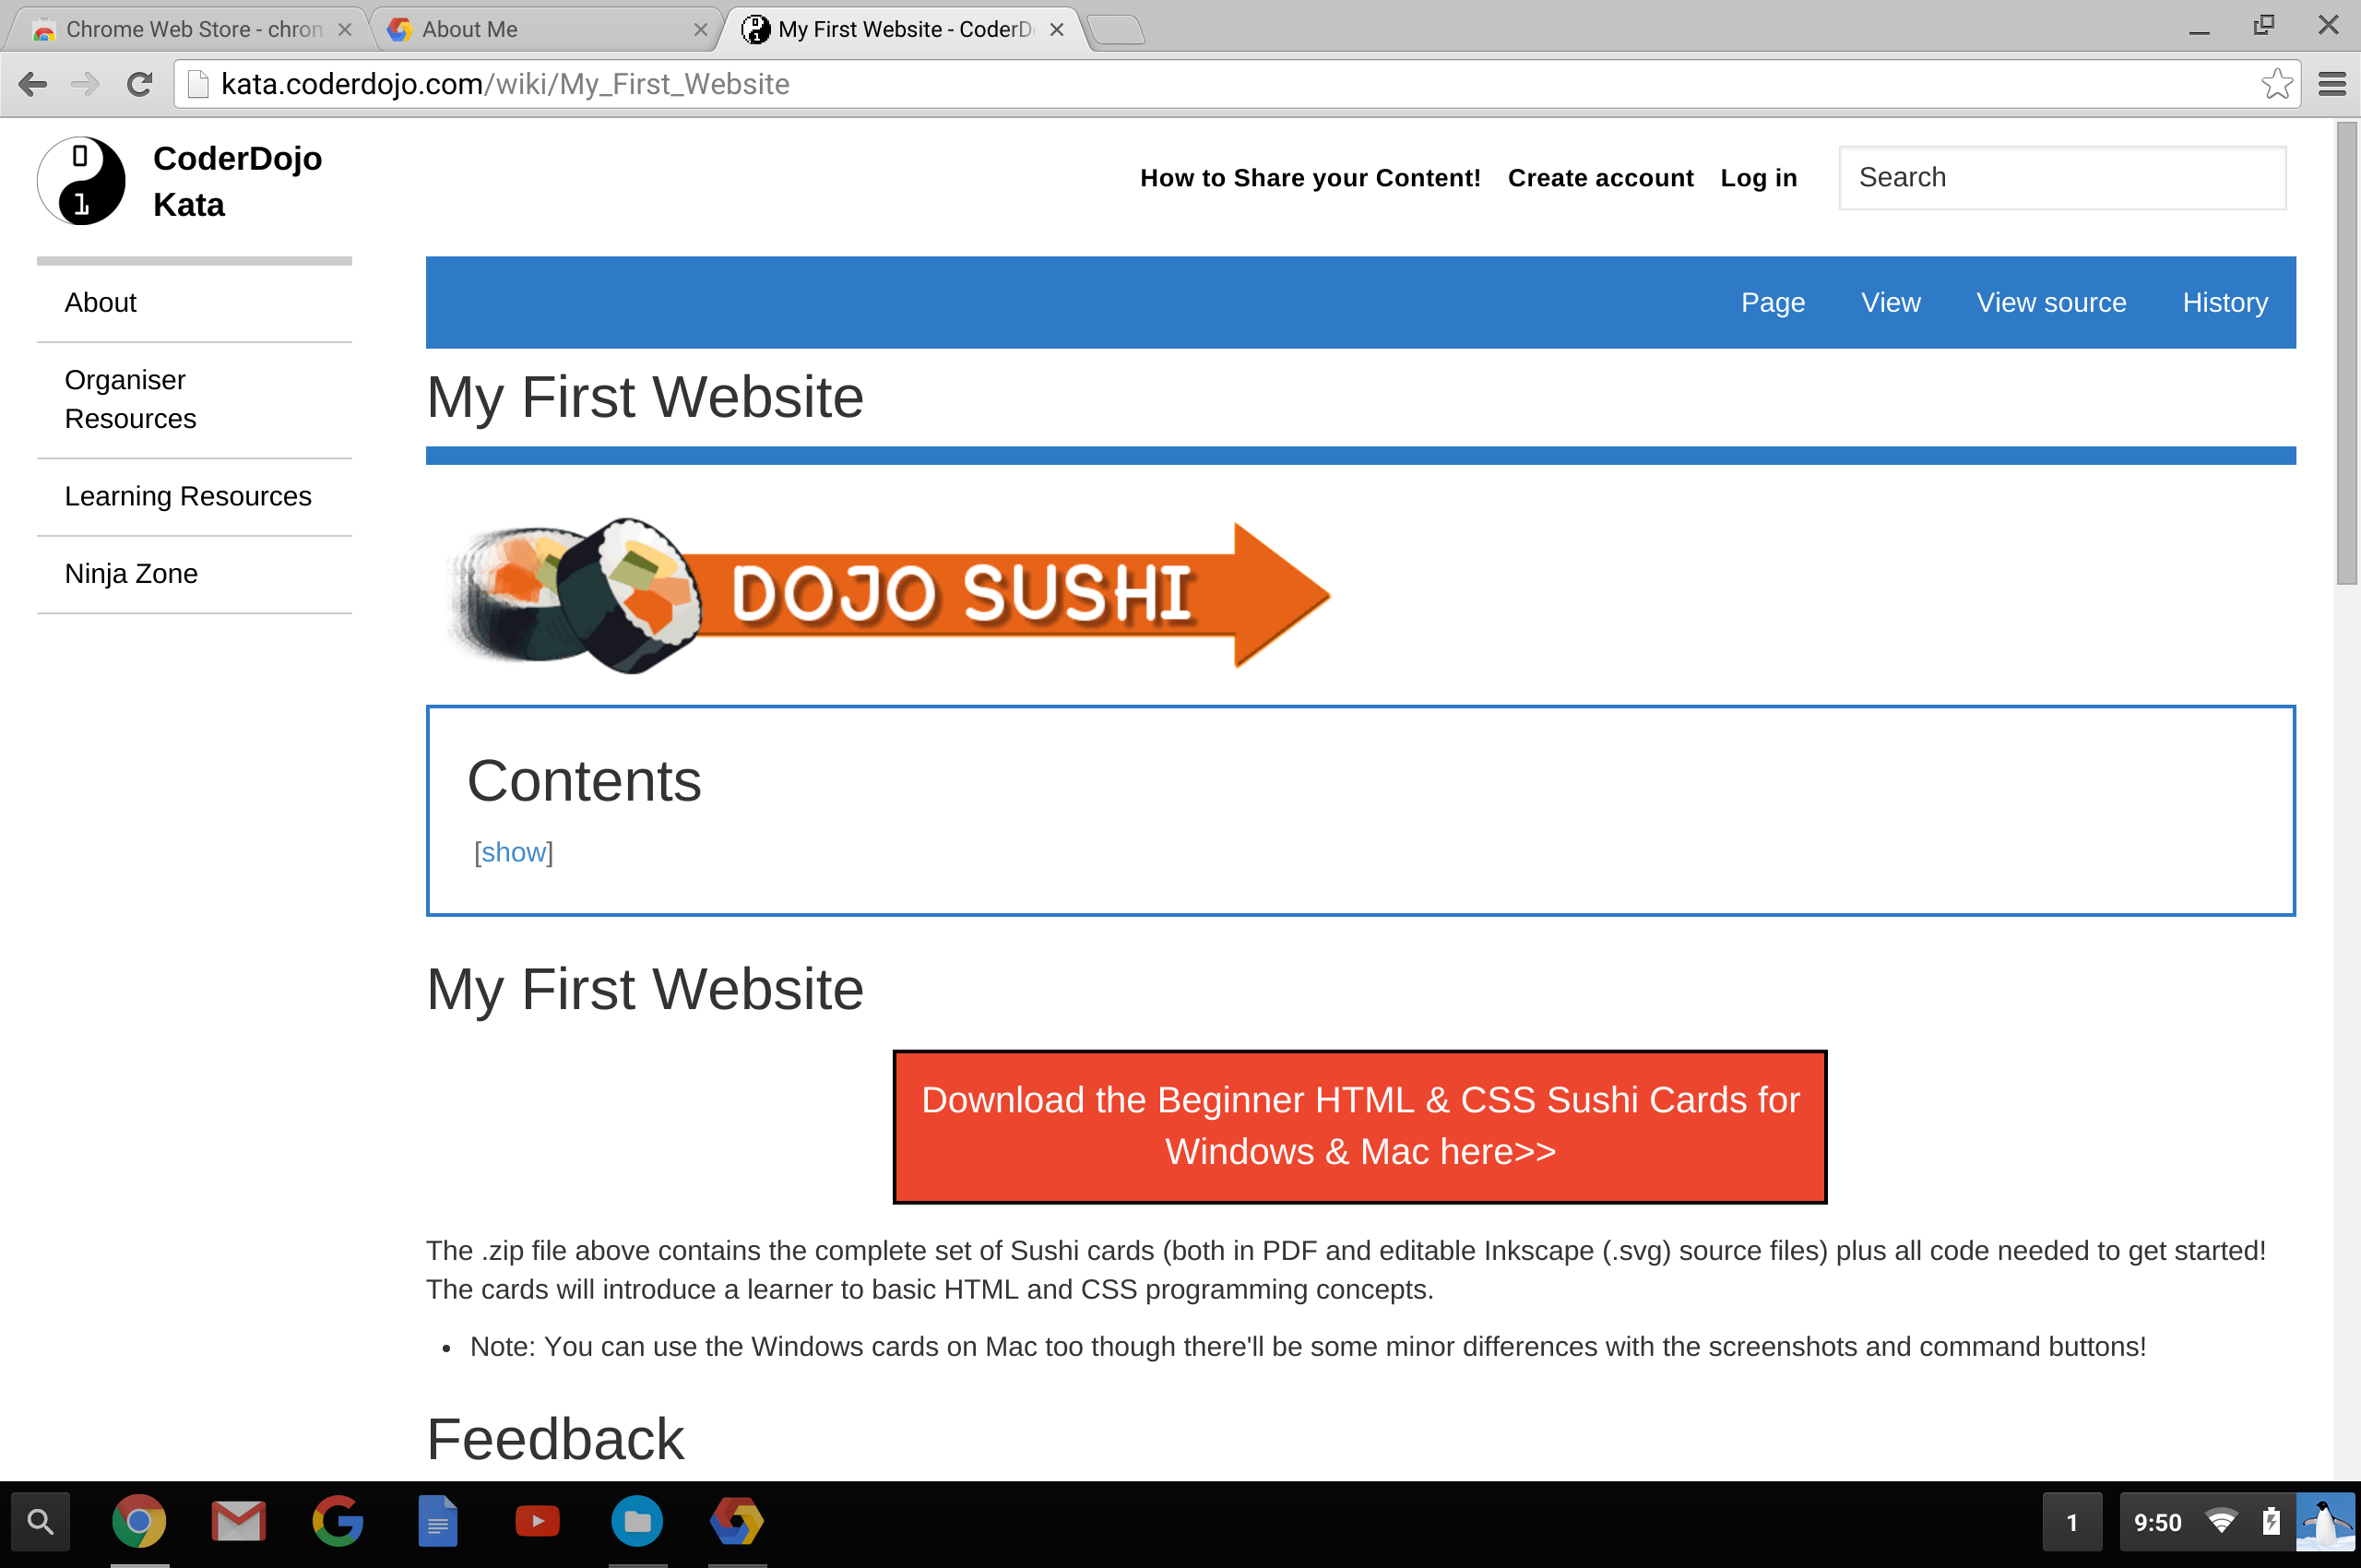 Chrome Web Store - chron
About Me
My First Website - CoderD
kata.coderdojo.com/wiki/My_First_Website
0
1
CoderDojo
Kata
How to Share your Content! Create account Log in Search
About
Organiser
Resources
Learning Resources
Ninja Zone
Page View View source History
My First Website
DOJO SUSHI
Contents
[show]
My First Website
Download the Beginner HTML & CSS Sushi Cards for
Windows & Mac here>>
The .zip file above contains the complete set of Sushi cards (both in PDF and editable Inkscape (.svg) source files) plus all code needed to get started!
The cards will introduce a learner to basic HTML and CSS programming concepts.
• Note: You can use the Windows cards on Mac too though there'll be some minor differences with the screenshots and command buttons!
Feedback
1
9:50